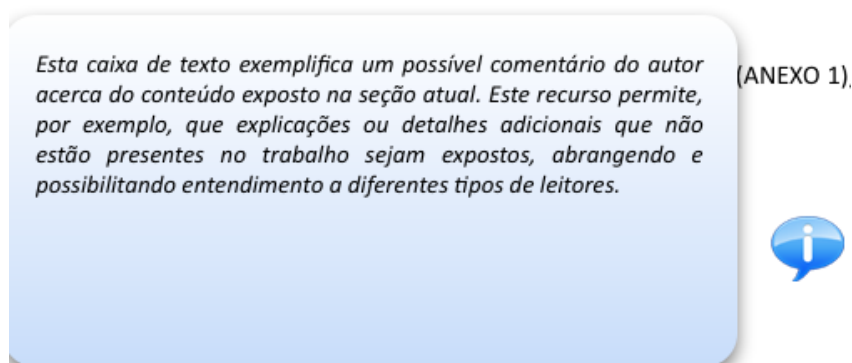 Esta caixa de texto exemplifica um possível comentário do autor
acerca do conteúdo exposto na seção atual. Este recurso permite,
por exemplo, que explicações ou detalhes adicionais que não
estão presentes no trabalho sejam expostos, abrangendo e
possibilitando entendimento a diferentes tipos de leitores.
(ANEXO 1),
i